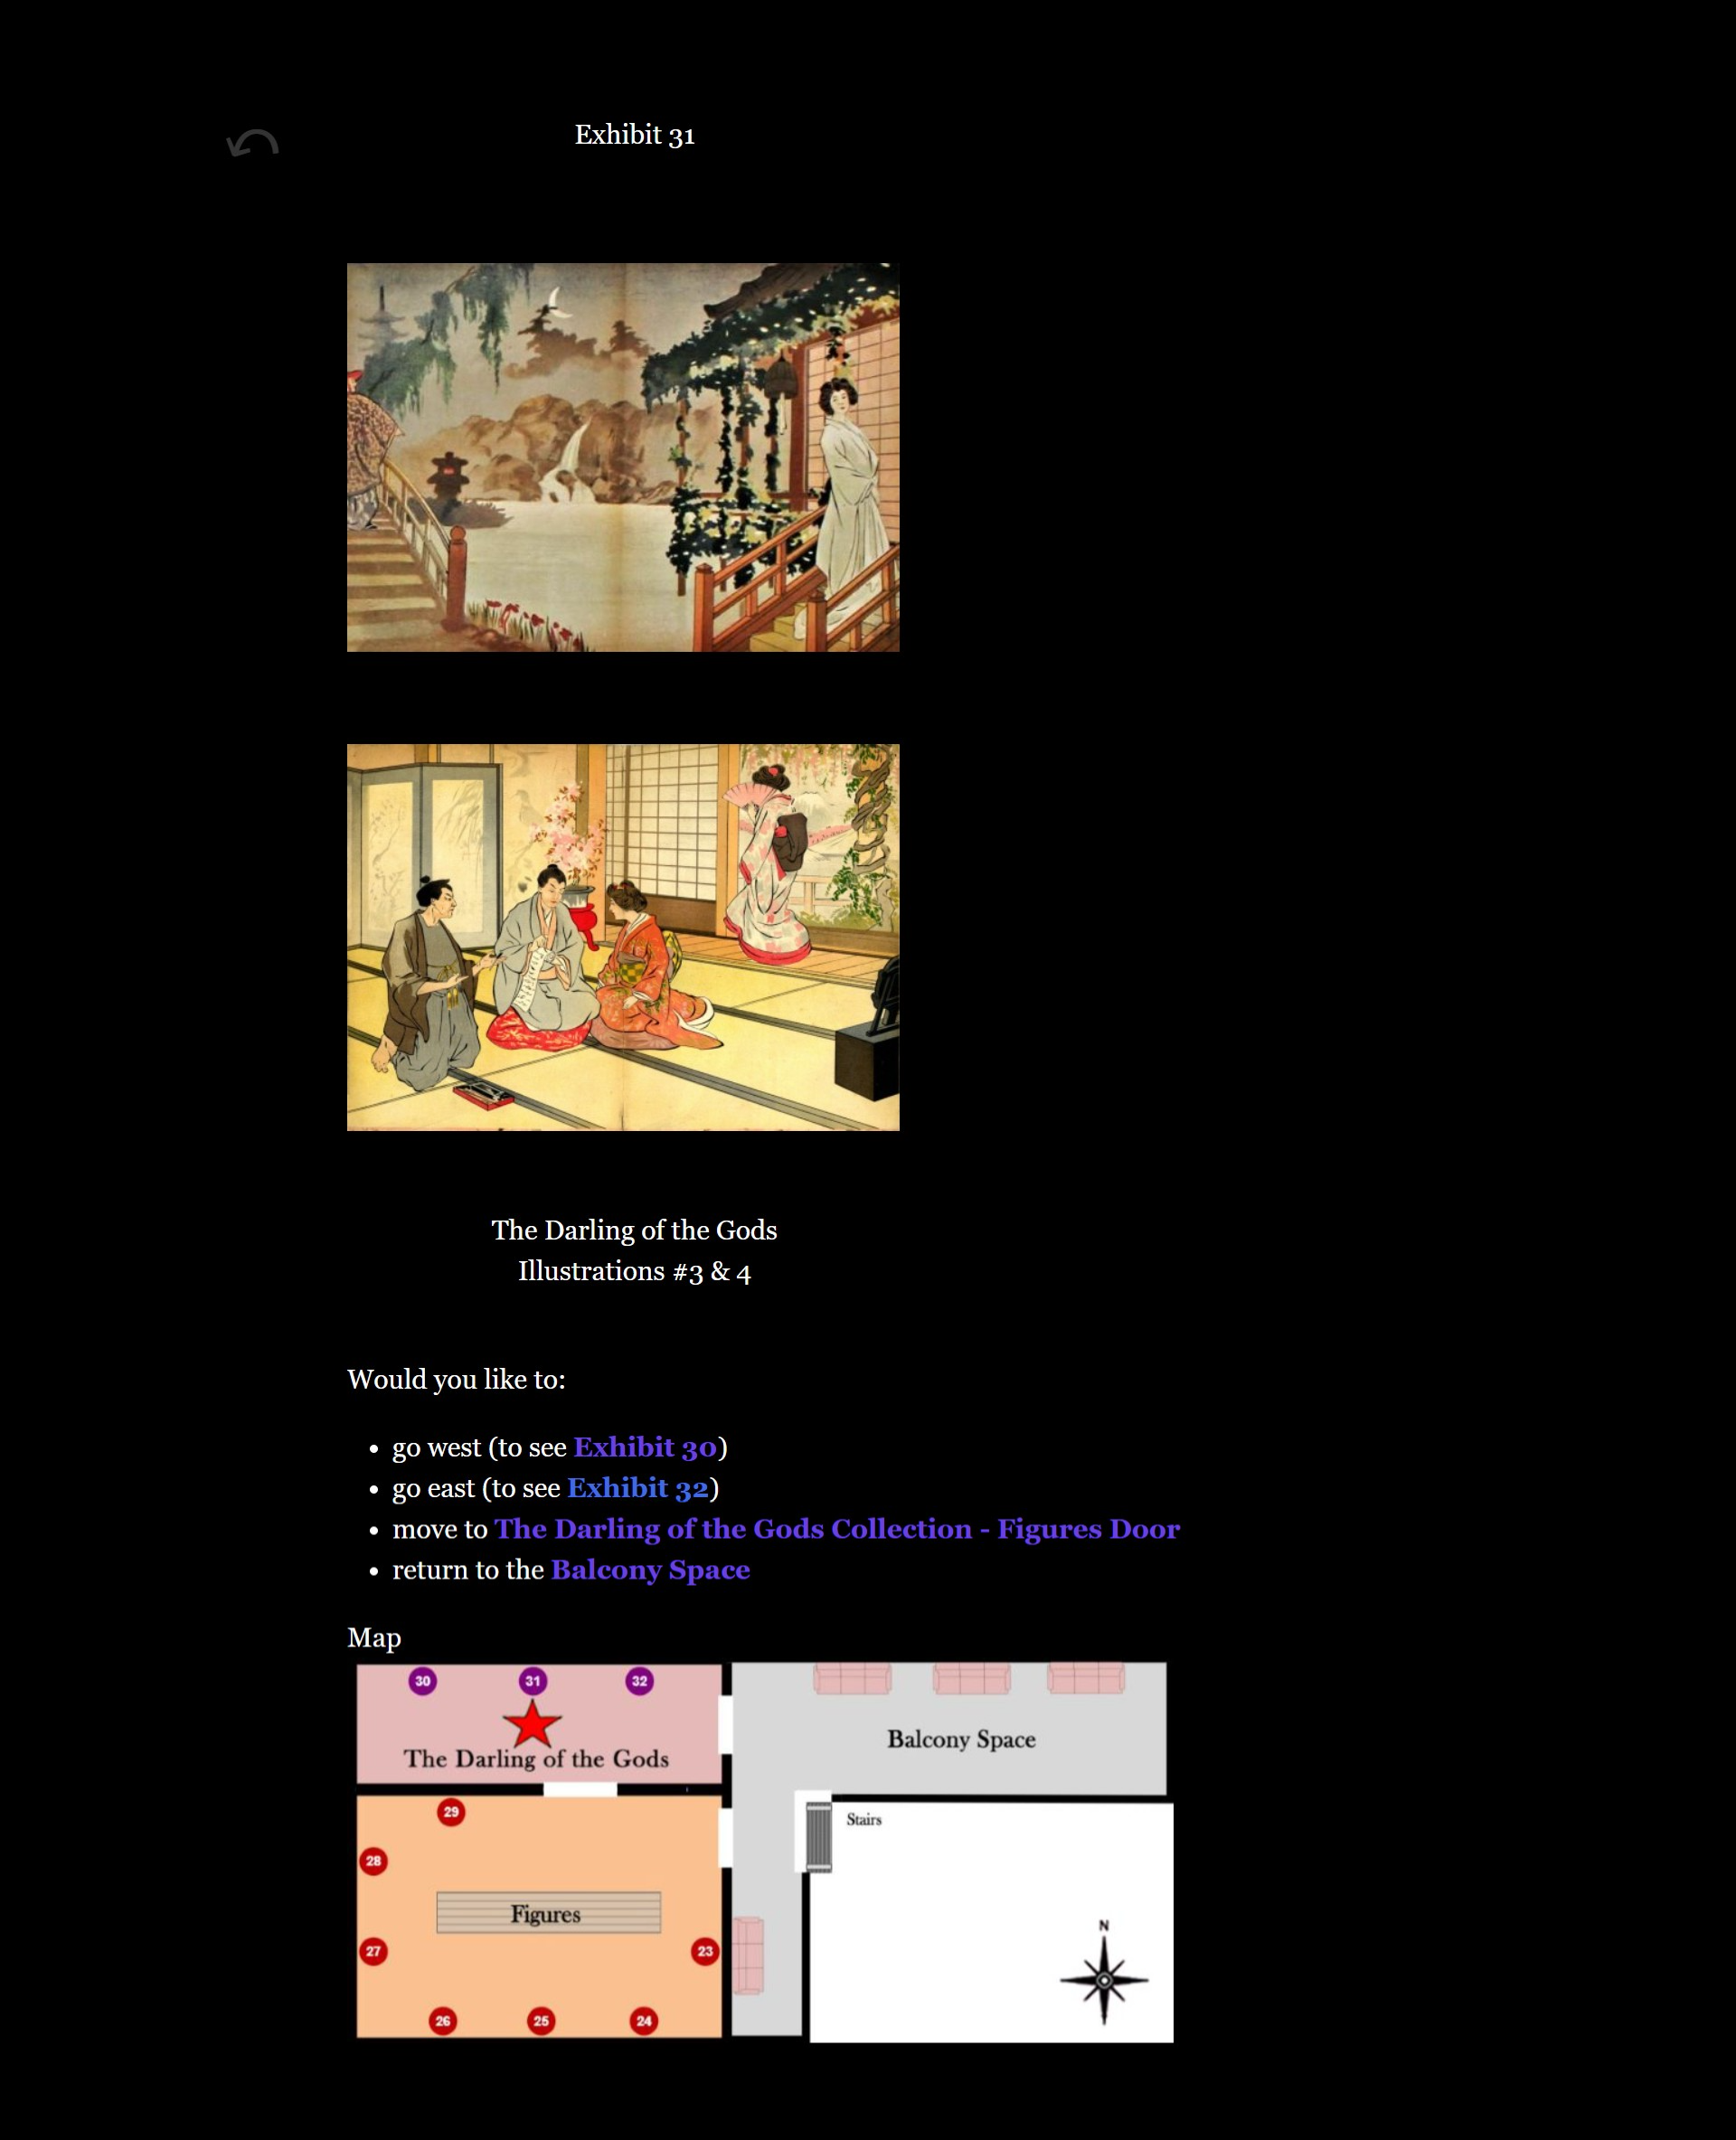 Exhibit 31
The Darling of the Gods
Illustrations #3 & 4
Would you like to:
• go west (to see Exhibit 30)
• go east (to see Exhibit 32)
• move to The Darling of the Gods Collection - Figures Door
• return to the Balcony Space
Map
30 31 32
The Darling of the Gods
Balcony Space
29
Stairs
28
Figures
N
27 23
26 25 24